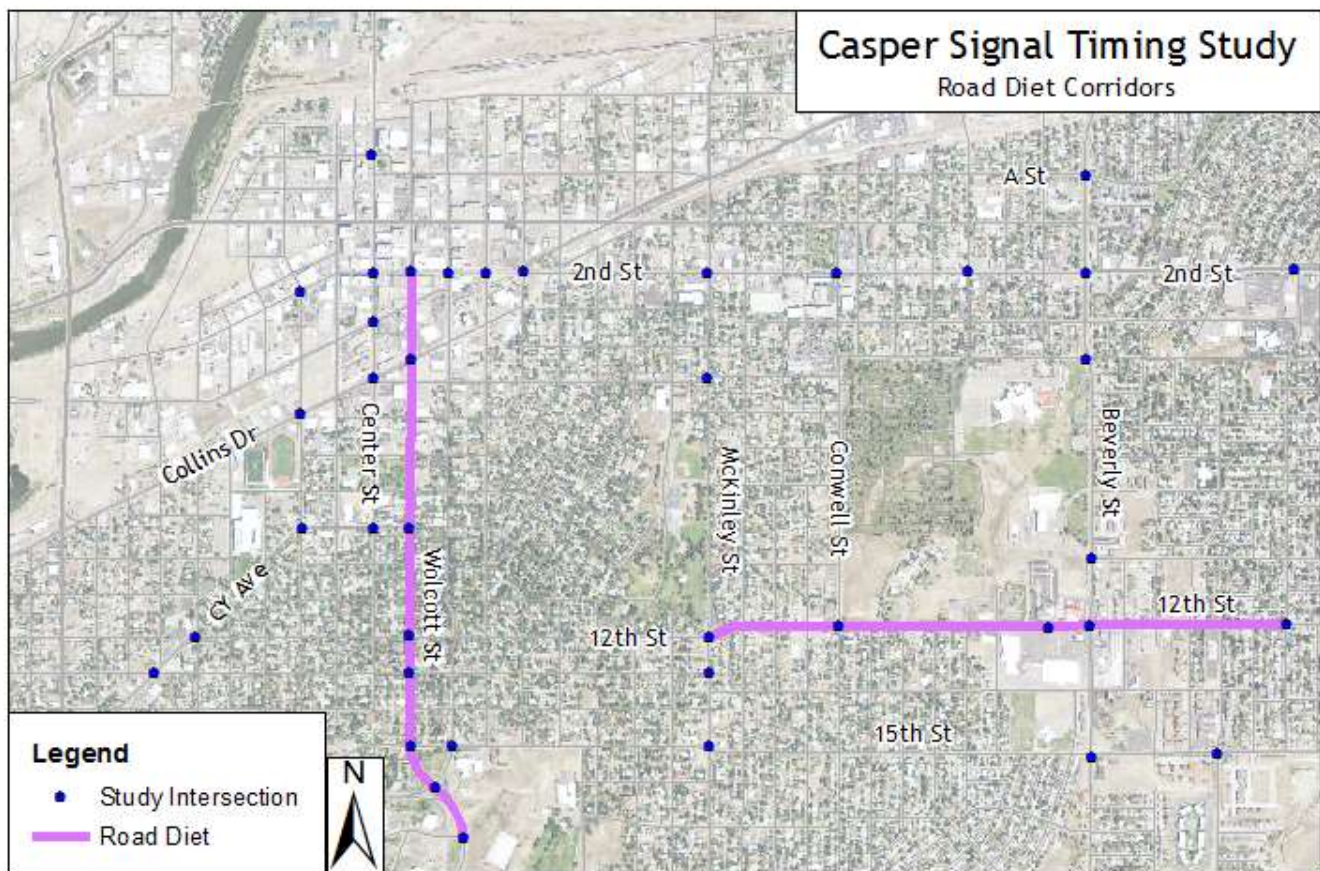 Casper Signal Timing Study
Road Diet Corridors
A St
2nd St
2nd St
Collins Dr
Center St
McKinley St
Conwell St
Beverly St
CY Ave
Wolcott St
12th St
12th St
15th St
Legend
Study Intersection
Road Diet
N